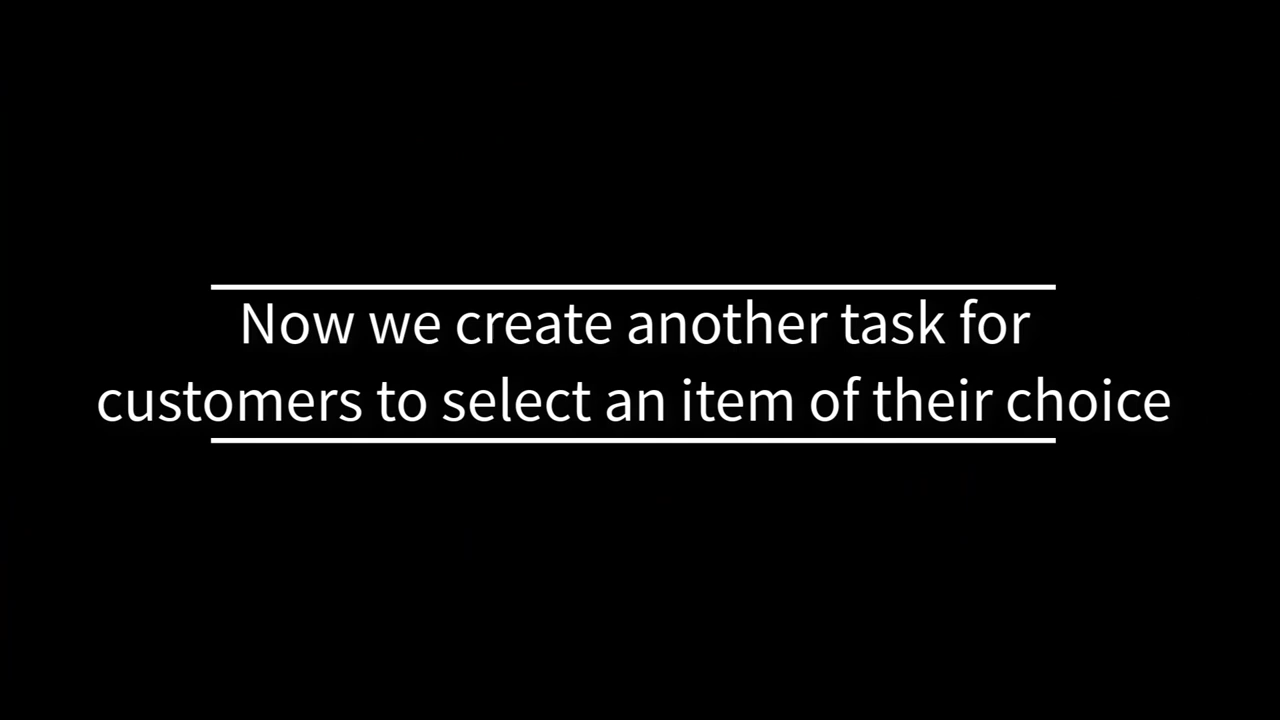 Now we create another task for
customers to select an item of their choice